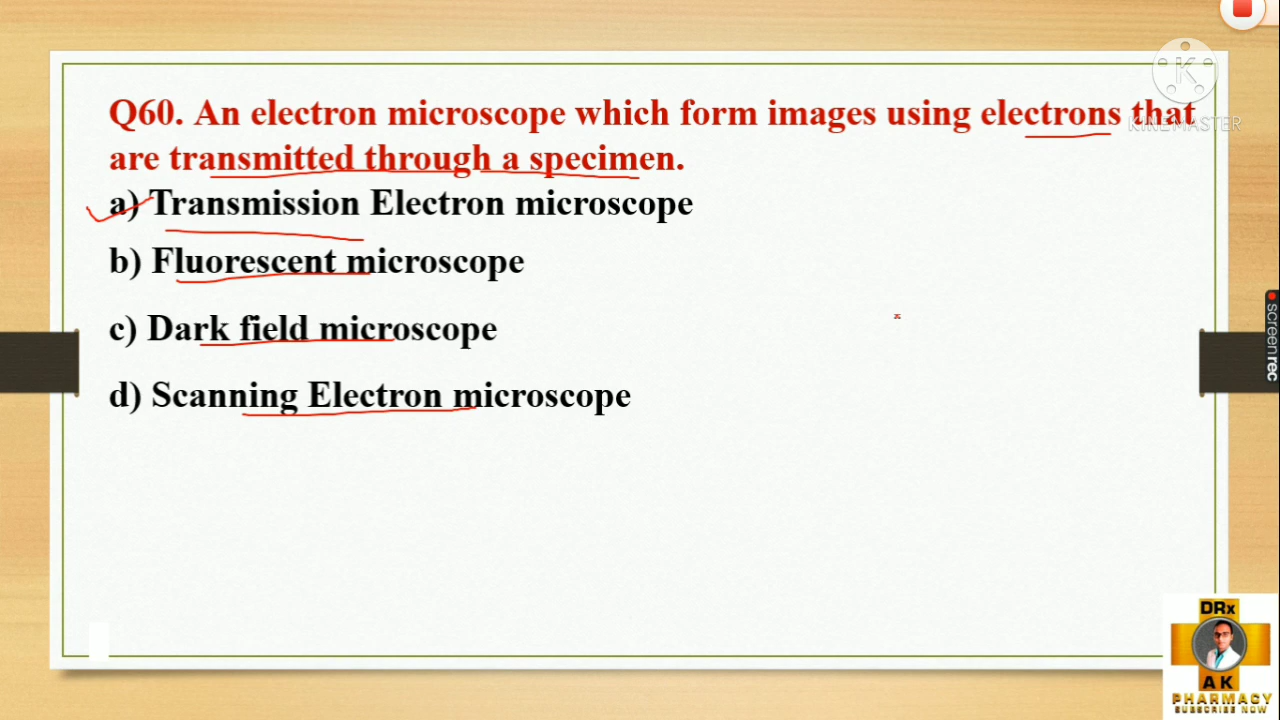 Q60. An electron microscope which form images using electrons that
are transmitted through a specimen.
a) Transmission Electron microscope
b) Fluorescent microscope
c) Dark field microscope
d) Scanning Electron microscope
K
KINEMASTER
screenrec
DRx
A K
PHARMACY
SUBSCRIBE NOW